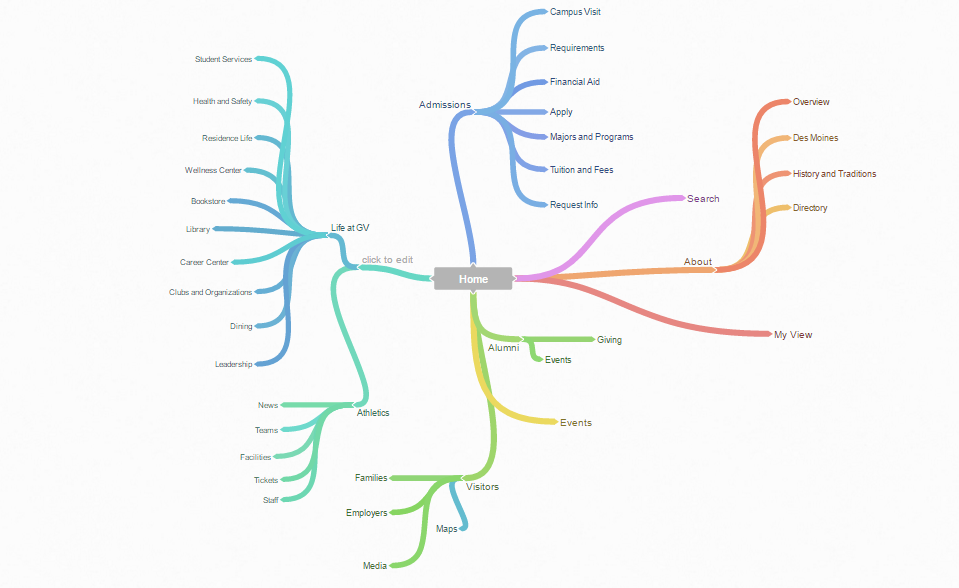 Home
Admissions
Campus Visit
Requirements
Financial Aid
Apply
Majors and Programs
Tuition and Fees
Request Info
Search
About
Overview
Des Moines
History and Traditions
Directory
My View
Alumni
Giving
Events
Events
Visitors
Families
Employers
Maps
Media
click to edit
Life at GV
Student Services
Health and Safety
Residence Life
Wellness Center
Bookstore
Library
Career Center
Clubs and Organizations
Dining
Leadership
Athletics
News
Teams
Facilities
Tickets
Staff